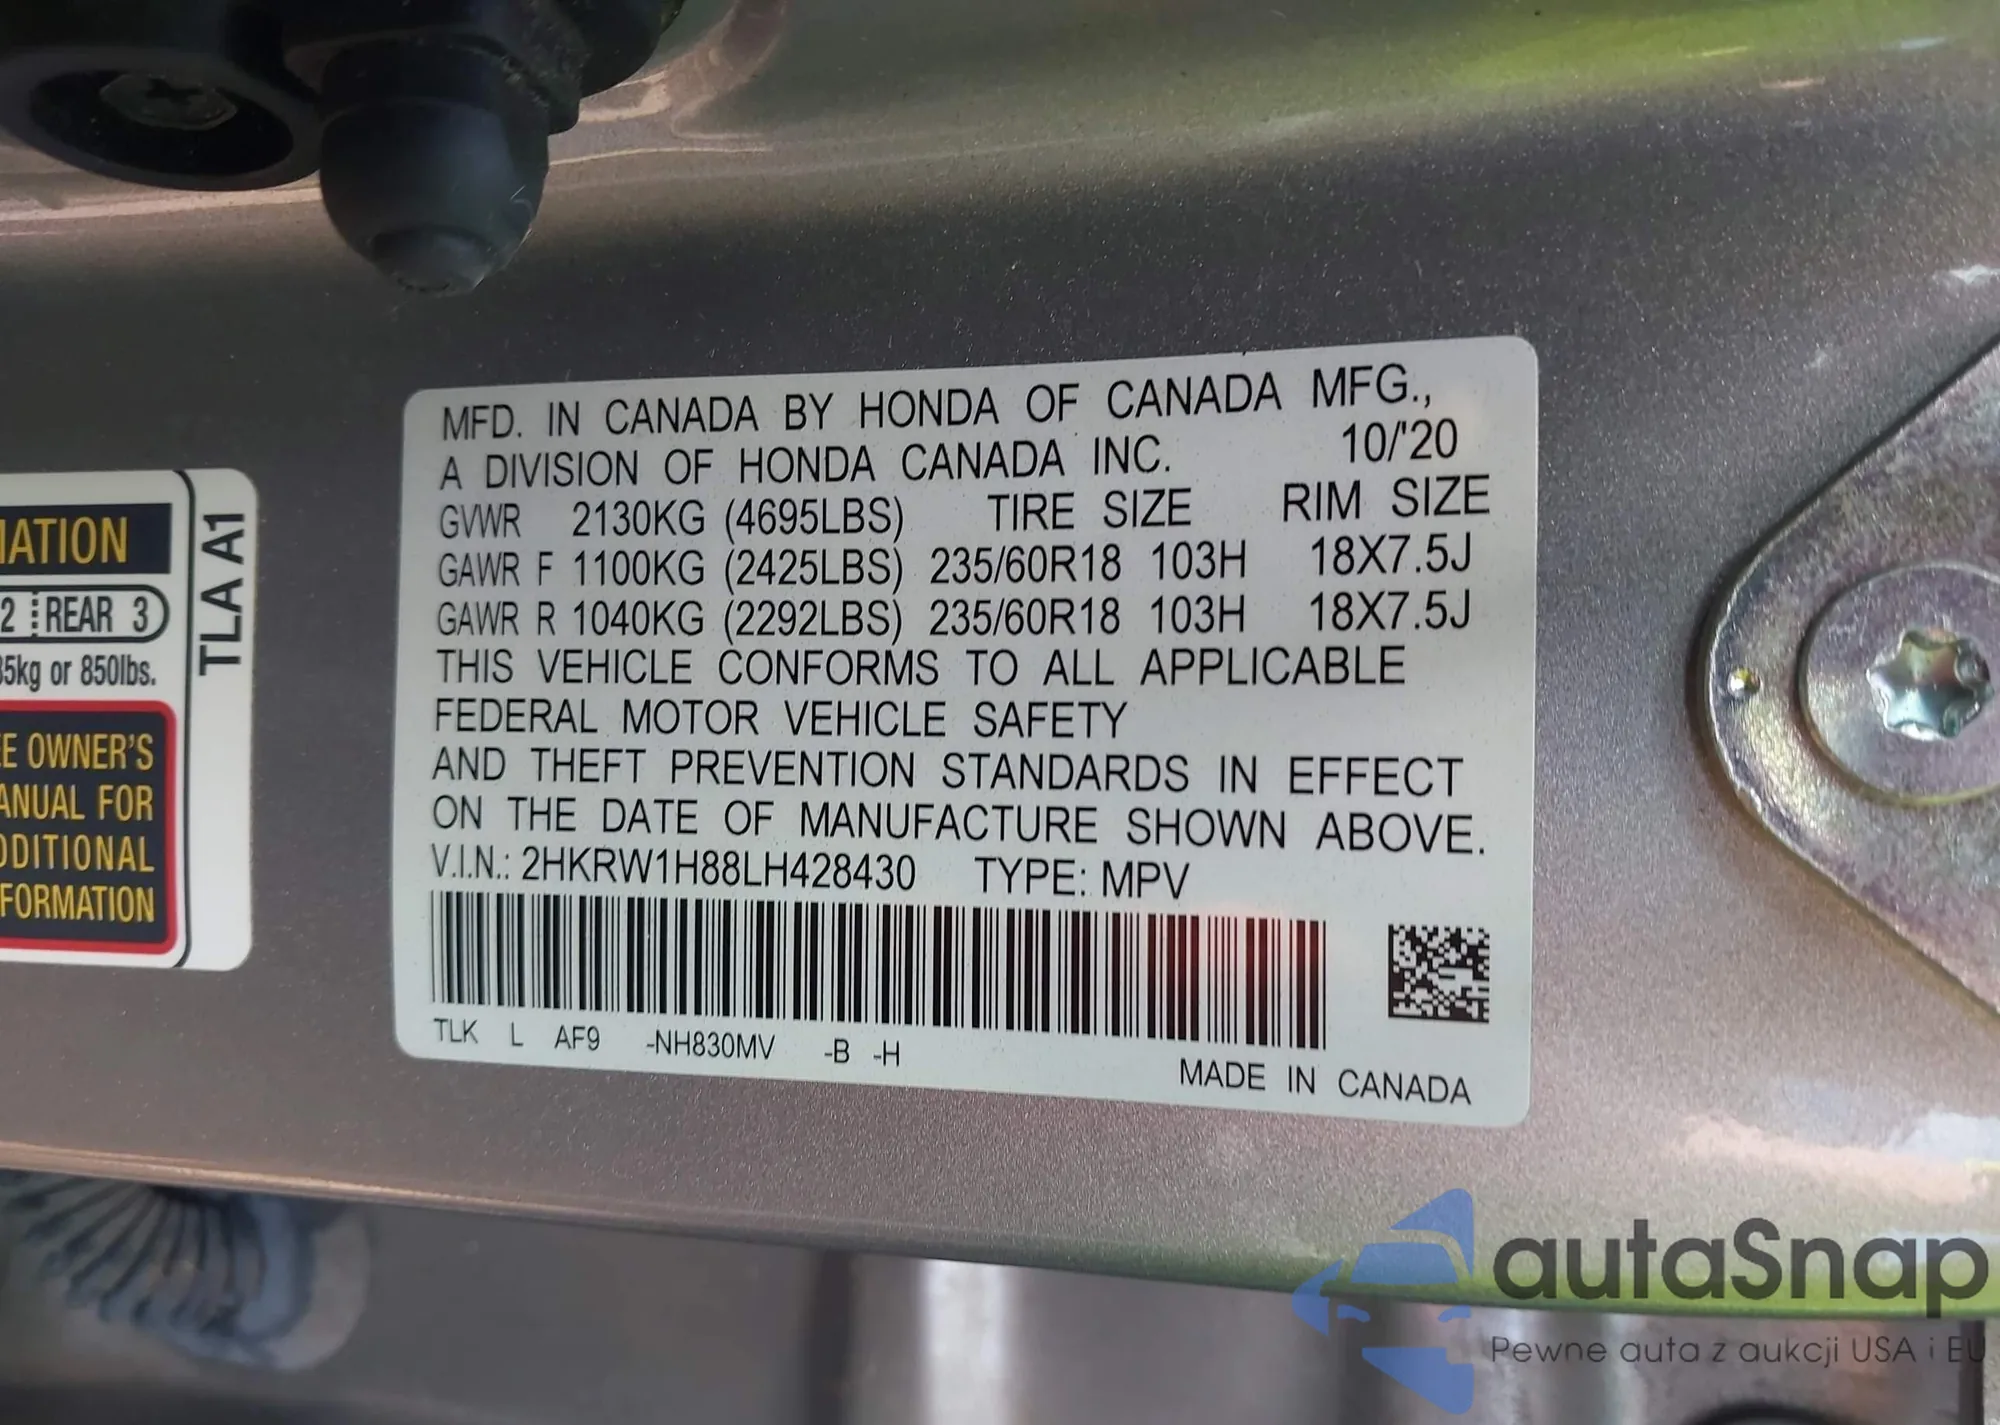 MFD. IN CANADA BY HONDA OF CANADA MFG.,
A DIVISION OF HONDA CANADA INC. 10/'20
GVWR 2130KG (4695LBS) TIRE SIZE RIM SIZE
GAWR F 1100KG (2425LBS) 235/60R18 103H 18X7.5J
GAWR R 1040KG (2292LBS) 235/60R18 103H 18X7.5J
THIS VEHICLE CONFORMS TO ALL APPLICABLE
FEDERAL MOTOR VEHICLE SAFETY
AND THEFT PREVENTION STANDARDS IN EFFECT
ON THE DATE OF MANUFACTURE SHOWN ABOVE.
V.I.N.: 2HKRW1H88LH428430 TYPE: MPV
TLK L AF9 -NH830MV -B -H
MADE IN CANADA
MATION
2 REAR 3
35kg or 850lbs.
EE OWNER'S
ANUAL FOR
DDITIONAL
FORMATION
TLA A1
autaSnap
Pewne auta z aukcji USA i EU